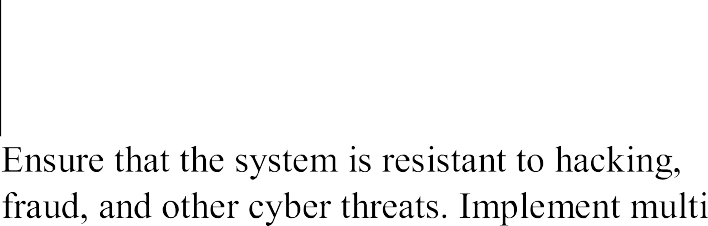 Ensure that the system is resistant to hacking,
fraud, and other cyber threats. Implement multi